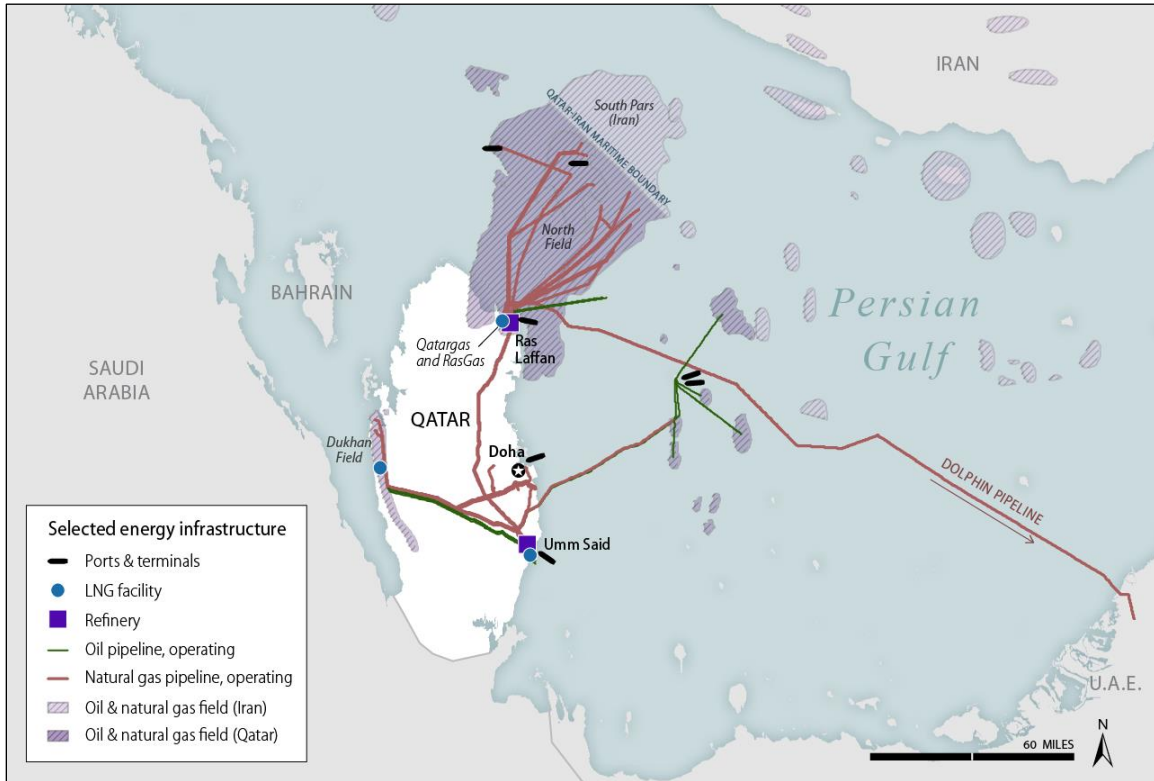 IRAN
South Pars
(Iran)
QATAR-IRAN MARITIME BOUNDARY
North
Field
BAHRAIN
Persian
Gulf
Qatargas
and RasGas
Ras
Laffan
SAUDI
ARABIA
QATAR
Dukhan
Field
Doha
DOLPHIN PIPELINE
Umm Said
U.A.E.
Selected energy infrastructure
Ports & terminals
LNG facility
Refinery
Oil pipeline, operating
Natural gas pipeline, operating
Oil & natural gas field (Iran)
Oil & natural gas field (Qatar)
N
60 MILES